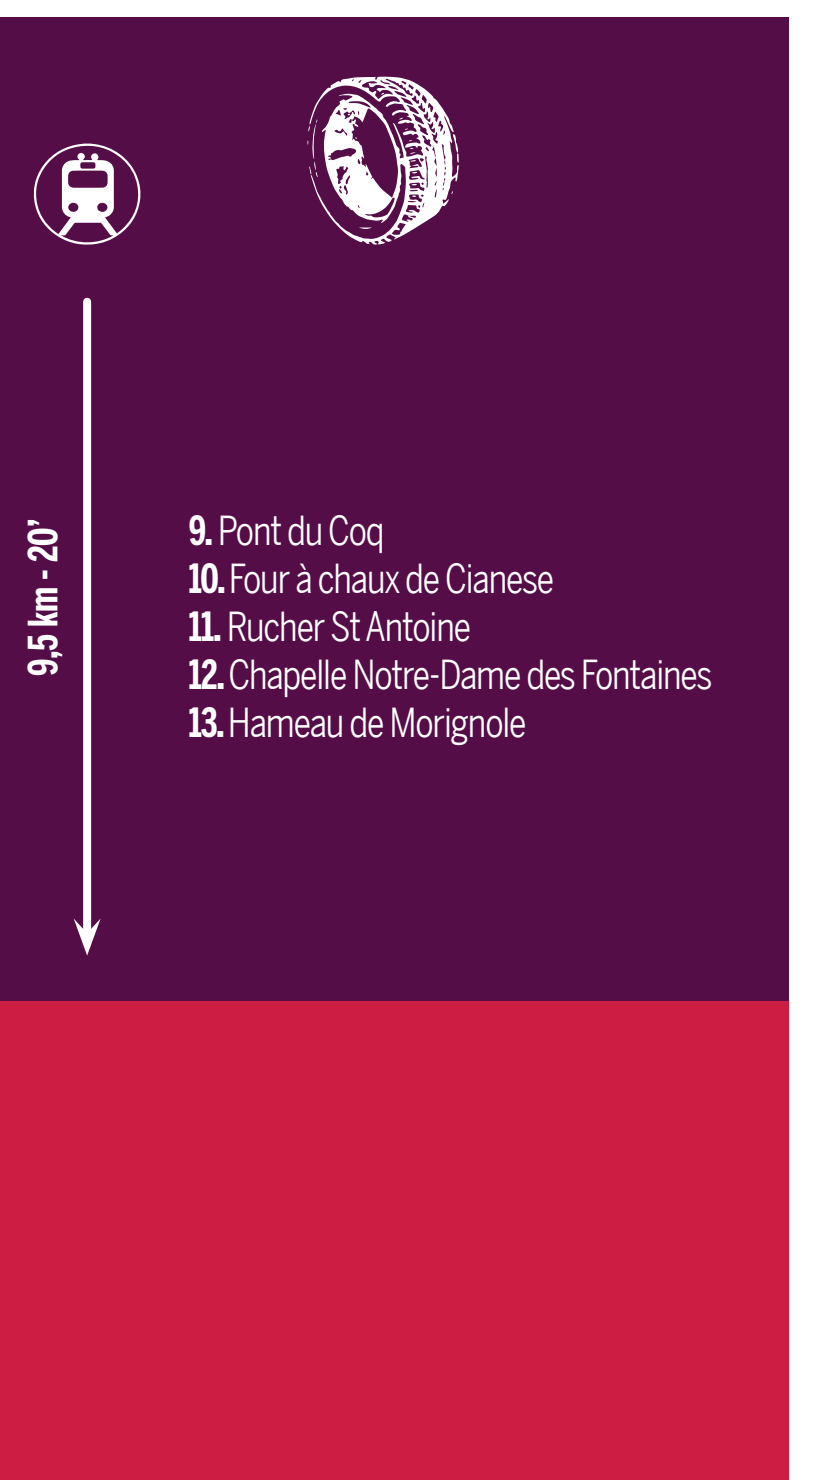 9,5 km - 20’
9. Pont du Coq
10. Four à chaux de Cianese
11. Rucher St Antoine
12. Chapelle Notre-Dame des Fontaines
13. Hameau de Morignole